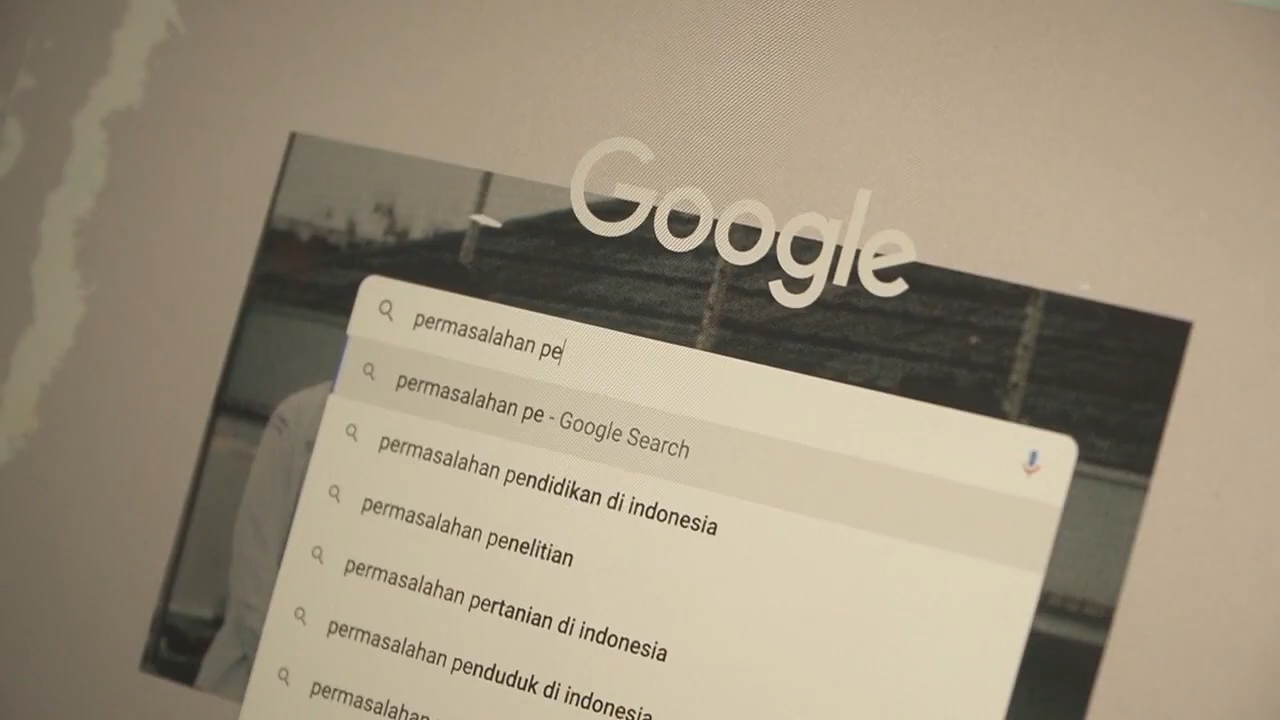 Google
permasalahan pe
permasalahan pe - Google Search
permasalahan pendidikan di indonesia
permasalahan penelitian
permasalahan pertanian di indonesia
permasalahan penduduk di indonesia
permasalahan